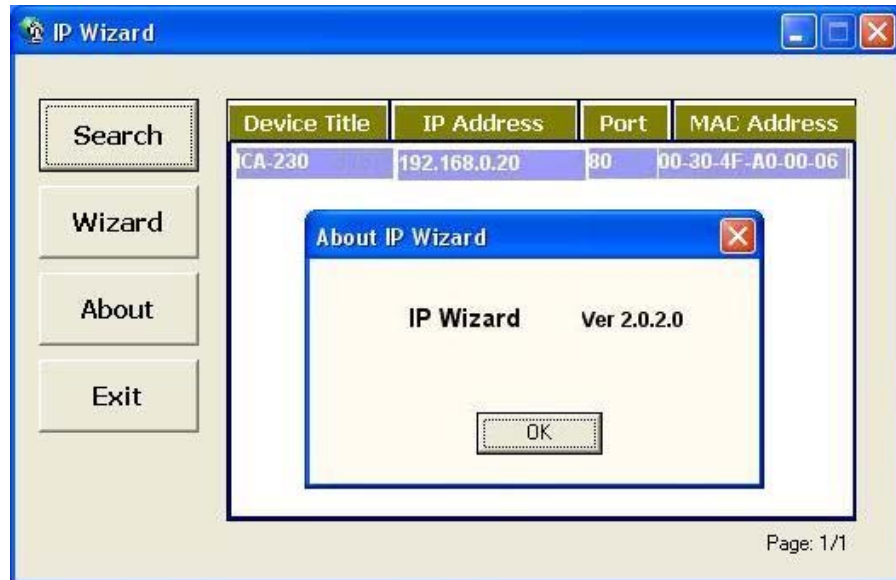 IP Wizard
Search
Wizard
About
Exit
Device Title IP Address Port MAC Address
ICA-230 192.168.0.20 80 00-30-4F-A0-00-06
About IP Wizard
IP Wizard Ver 2.0.2.0
OK
Page: 1/1